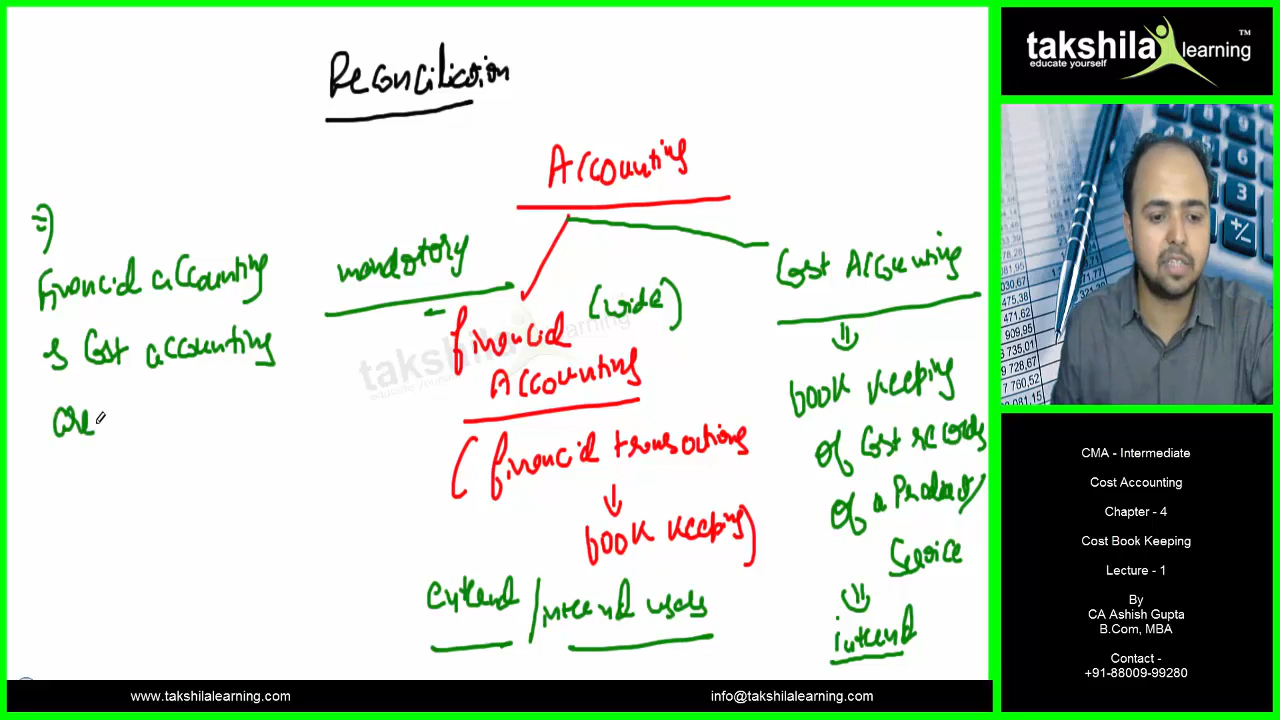 Reconciliation
Accounting
=)
financial accounting
& Cost accounting
are
mandatory
financial (wide)
Accounting
(financial transactions
book keeping)
external / internal users
Cost Accounting
book keeping
of Cost records
of a Product/
Service
internal
takshila learning
takshila learning™
educate yourself
CMA - Intermediate
Cost Accounting
Chapter - 4
Cost Book Keeping
Lecture - 1
By
CA Ashish Gupta
B.Com, MBA
Contact -
+91-88009-99280
www.takshilalearning.com
info@takshilalearning.com